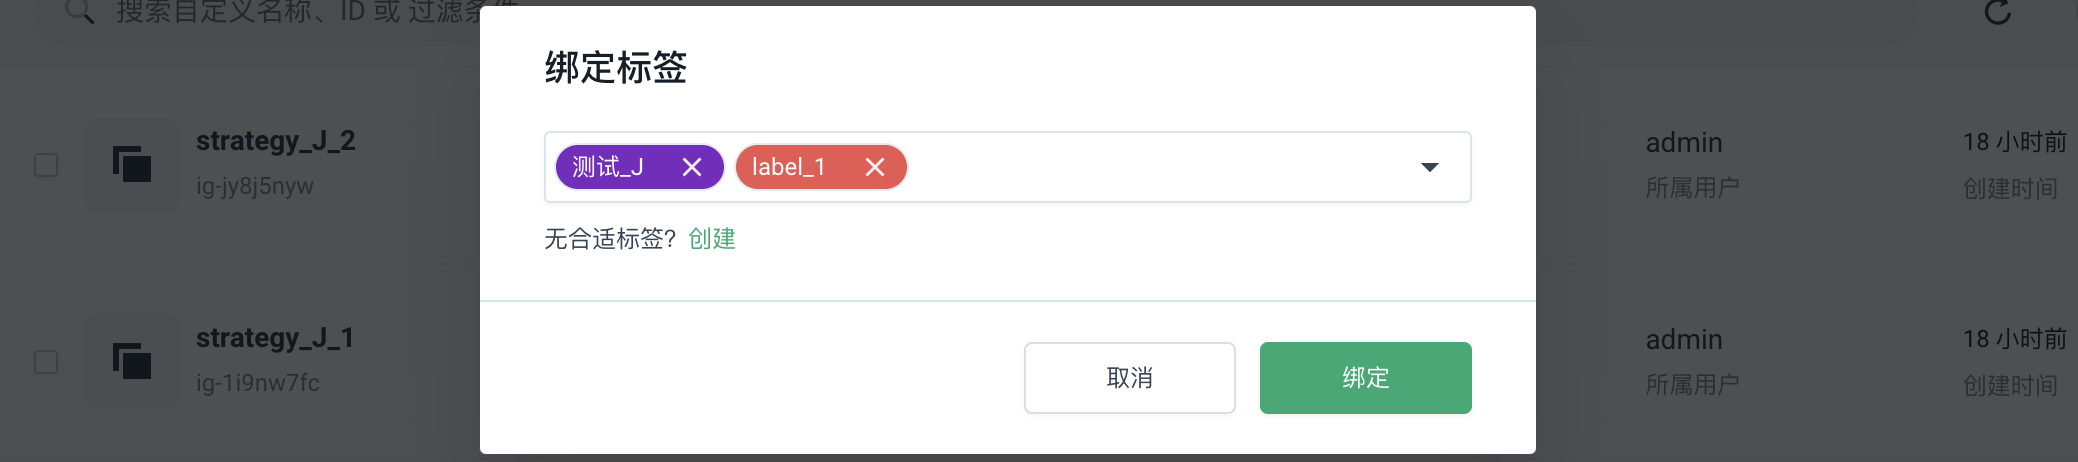 搜索自定义名称、ID 或 过滤条件
绑定标签
测试_J
label_1
无合适标签? 创建
取消
绑定
strategy_J_2
ig-jy8j5nyw
admin
所属用户
18 小时前
创建时间
strategy_J_1
ig-1i9nw7fc
admin
所属用户
18 小时前
创建时间